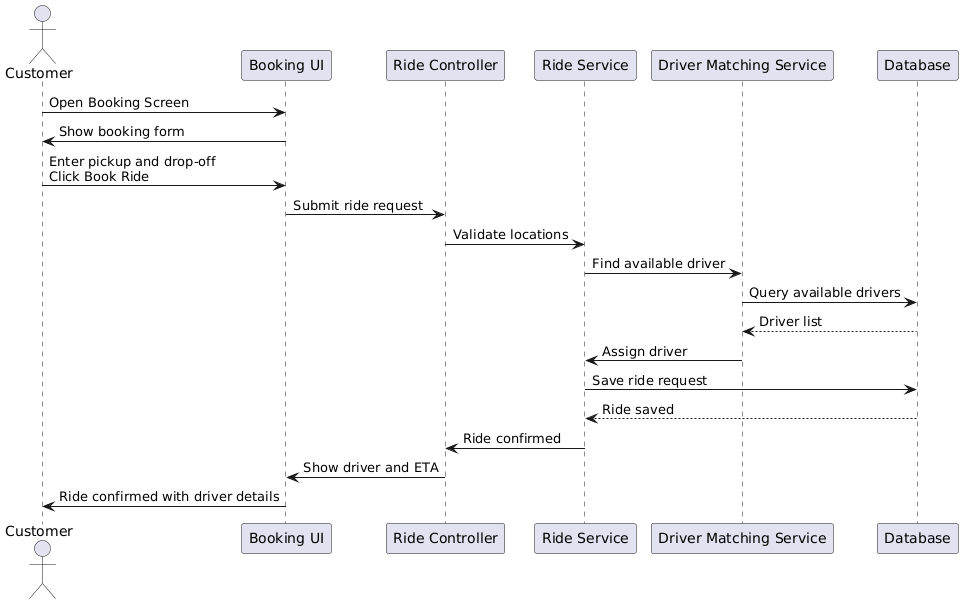 Customer
Booking UI
Ride Controller
Ride Service
Driver Matching Service
Database
Open Booking Screen
Show booking form
Enter pickup and drop-off
Click Book Ride
Submit ride request
Validate locations
Find available driver
Query available drivers
Driver list
Assign driver
Save ride request
Ride saved
Ride confirmed
Show driver and ETA
Ride confirmed with driver details
Customer
Booking UI
Ride Controller
Ride Service
Driver Matching Service
Database